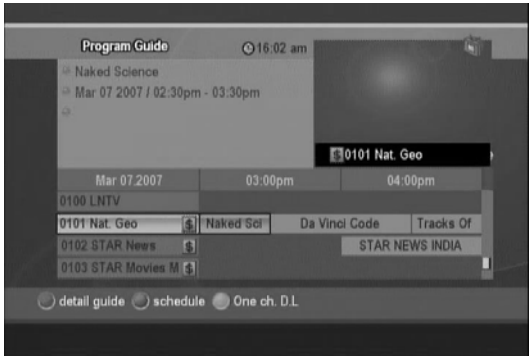 Program Guide
16:02 am
Naked Science
Mar 07 2007 / 02:30pm - 03:30pm
$ 0101 Nat. Geo
Mar 07.2007 03:00pm 04:00pm
0100 LNTV
0101 Nat. Geo $ Naked Sci Da Vinci Code Tracks Of
0102 STAR News $ STAR NEWS INDIA
0103 STAR Movies M $
detail guide schedule One ch. D.L